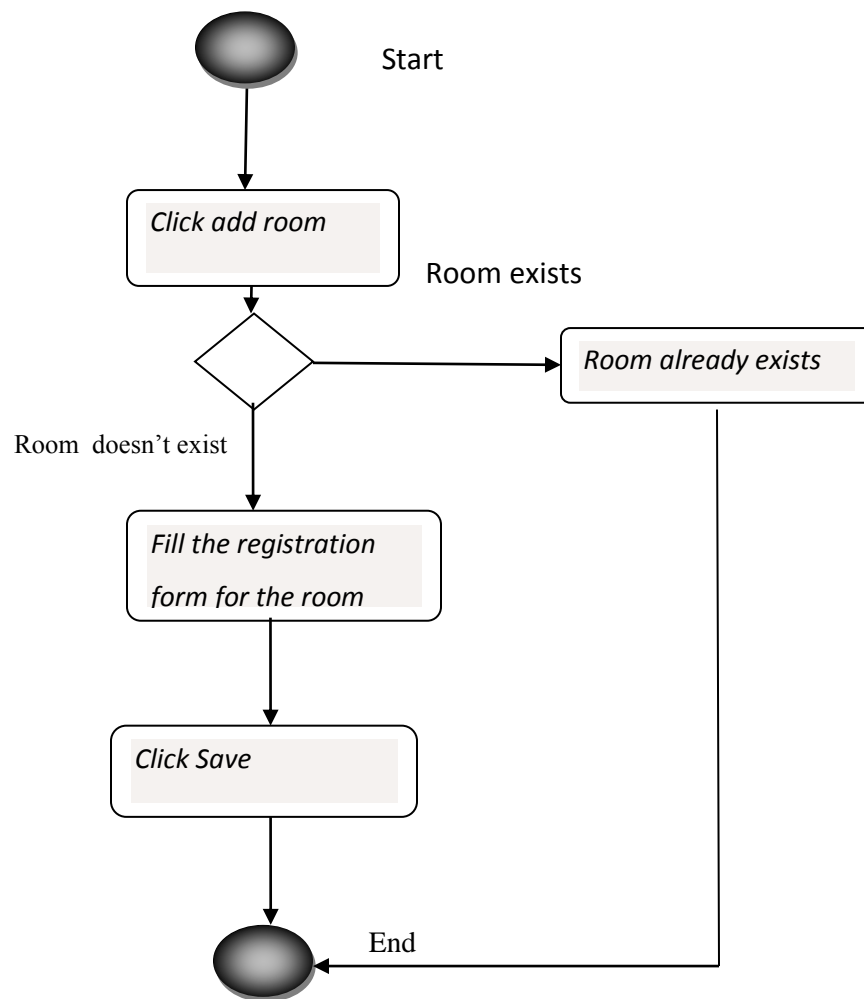 Start
Click add room
Room exists
Room already exists
Room doesn't exist
Fill the registration
form for the room
Click Save
End